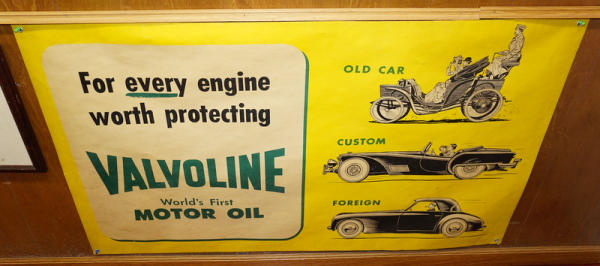 For every engine
worth protecting
VALVOLINE
World's First
MOTOR OIL
OLD CAR
CUSTOM
FOREIGN